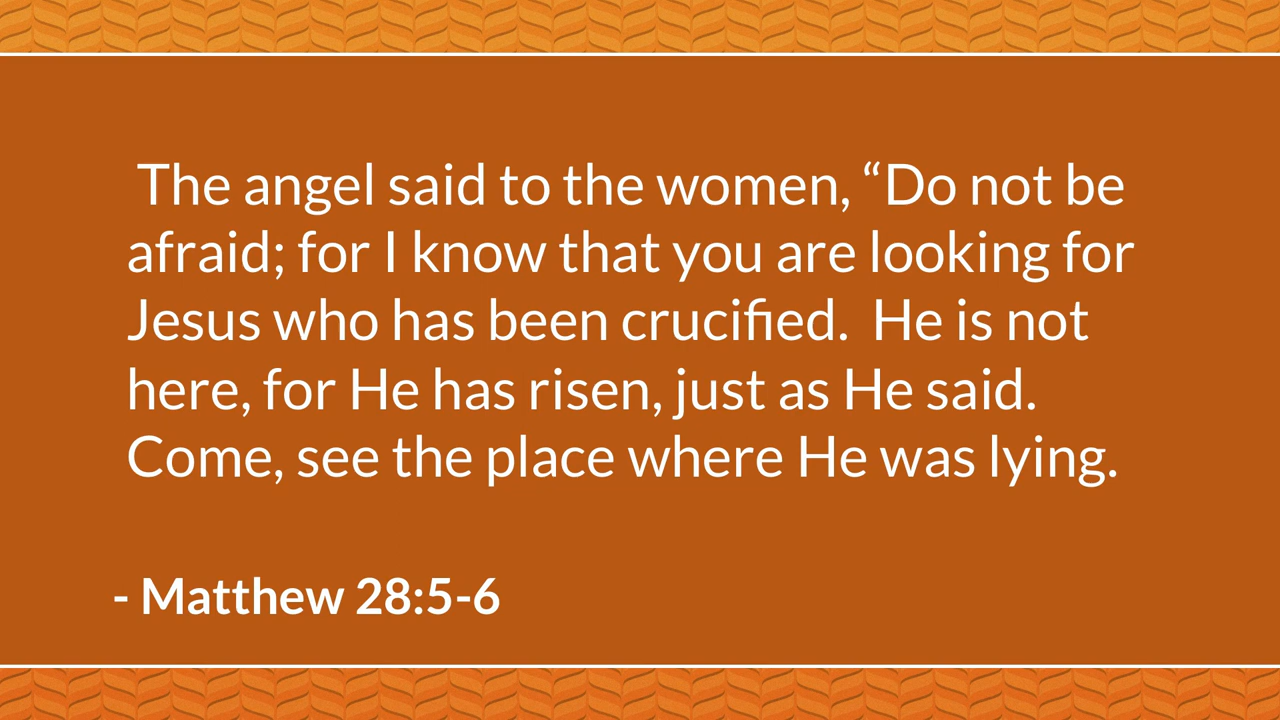 The angel said to the women, “Do not be
afraid; for I know that you are looking for
Jesus who has been crucified.  He is not
here, for He has risen, just as He said.
Come, see the place where He was lying.
- Matthew 28:5-6